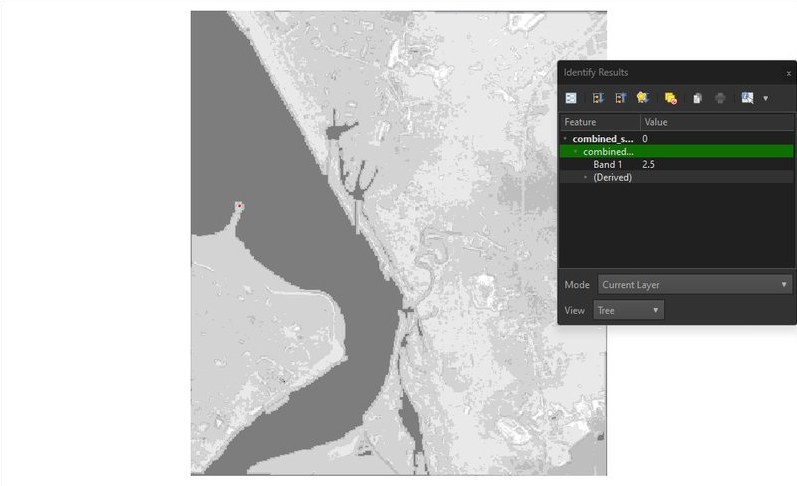 Identify Results x
Feature Value
combined_s... 0
combined...
Band 1 2.5
(Derived)
Mode Current Layer
View Tree